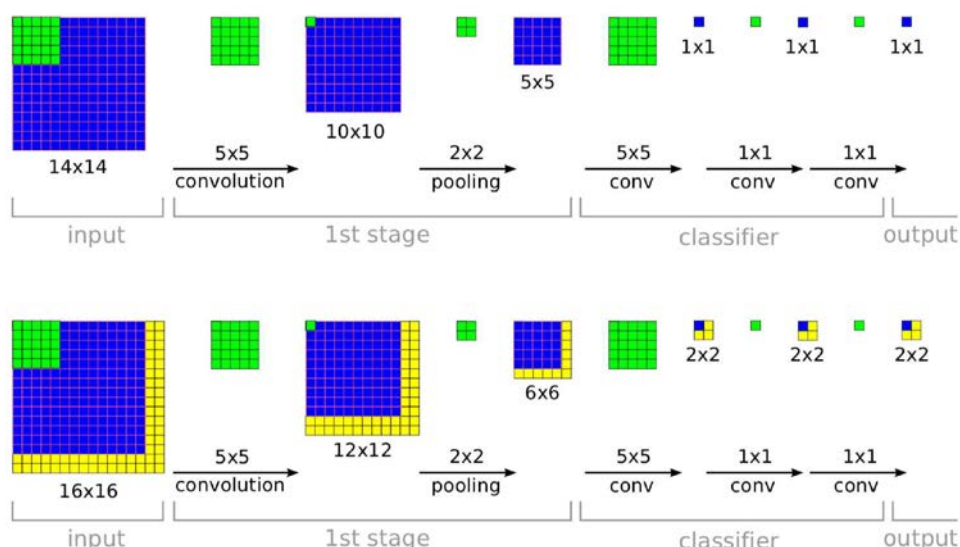 1x1 1x1 1x1
5x5
10x10
14x14
5x5 2x2 5x5 1x1 1x1
convolution pooling conv conv conv
input 1st stage classifier output
2x2 2x2 2x2
6x6
12x12
5x5 2x2 5x5 1x1 1x1
convolution pooling conv conv conv
16x16
input 1st stage classifier output